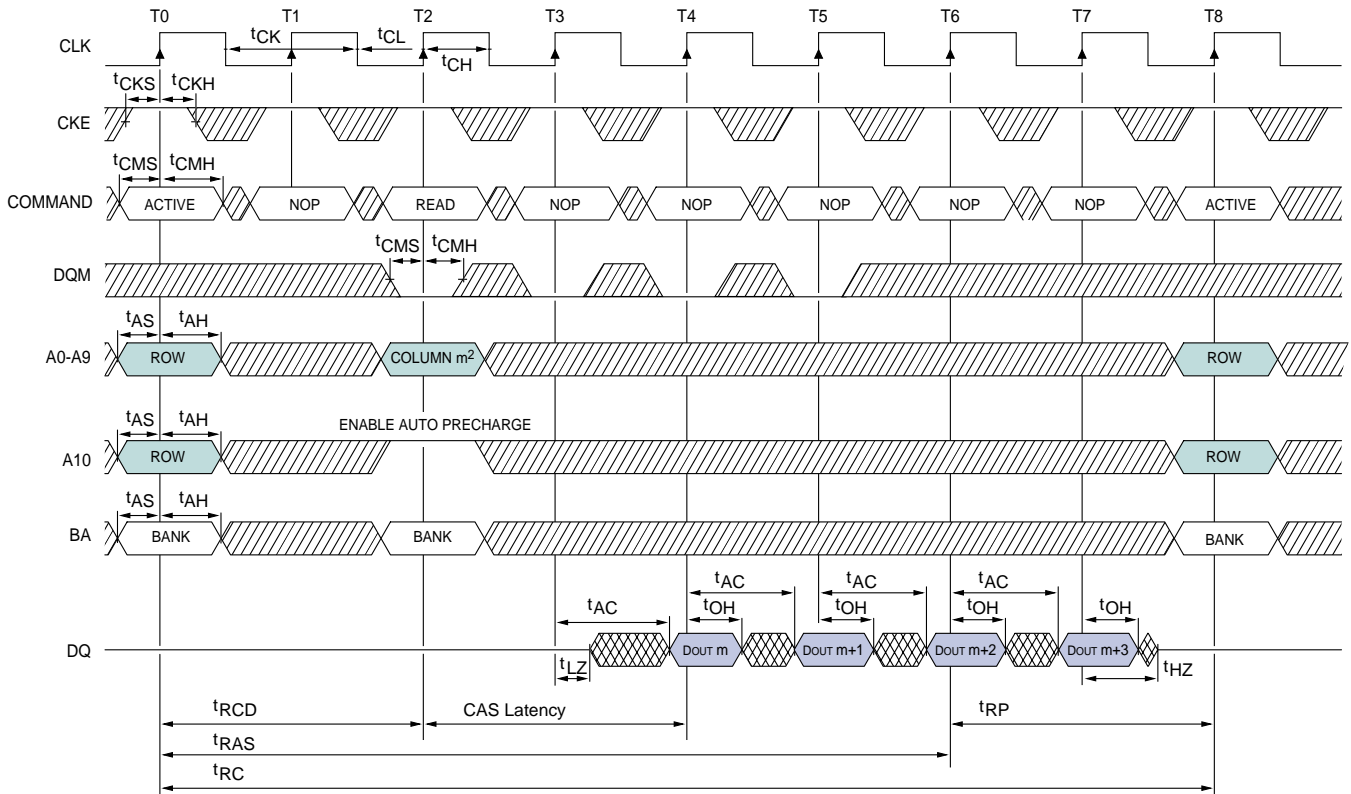 T0 T1 T2 T3 T4 T5 T6 T7 T8
CLK
tCK tCL
tCH
tCKS tCKH
CKE
tCMS tCMH
COMMAND ACTIVE NOP READ NOP NOP NOP NOP NOP ACTIVE
tCMS tCMH
DQM
tAS tAH
A0-A9 ROW COLUMN m2 ROW
ENABLE AUTO PRECHARGE
tAS tAH
A10 ROW ROW
tAS tAH
BA BANK BANK BANK
tAC tAC tAC tAC
tOH tOH tOH tOH
DQ DOUT m DOUT m+1 DOUT m+2 DOUT m+3
tLZ tHZ
tRCD CAS Latency tRP
tRAS
tRC